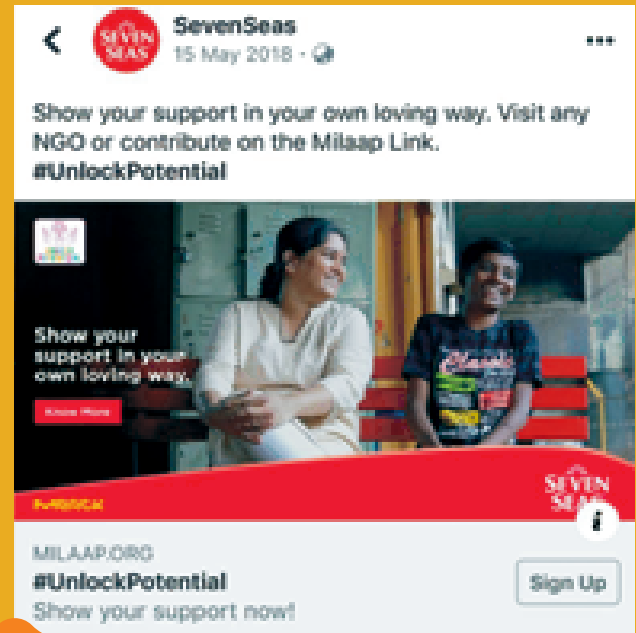 SEVEN
SEAS
SevenSeas
15 May 2018 ·
Show your support in your own loving way. Visit any
NGO or contribute on the Milaap Link.
#UnlockPotential
Show your
support in your
own loving way.
Know More
Classic
MERCK
SEVEN
SEAS
i
MILAAP.ORG
#UnlockPotential
Show your support now!
Sign Up